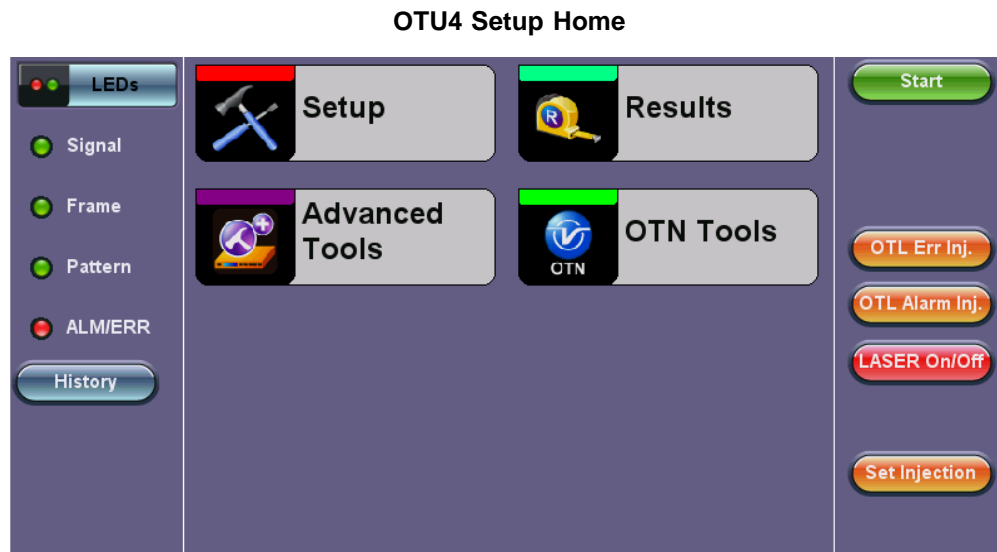 OTU4 Setup Home
LEDs
Signal
Frame
Pattern
ALM/ERR
History
Setup
R
Results
Advanced
Tools
OTN
OTN Tools
Start
OTL Err Inj.
OTL Alarm Inj.
LASER On/Off
Set Injection